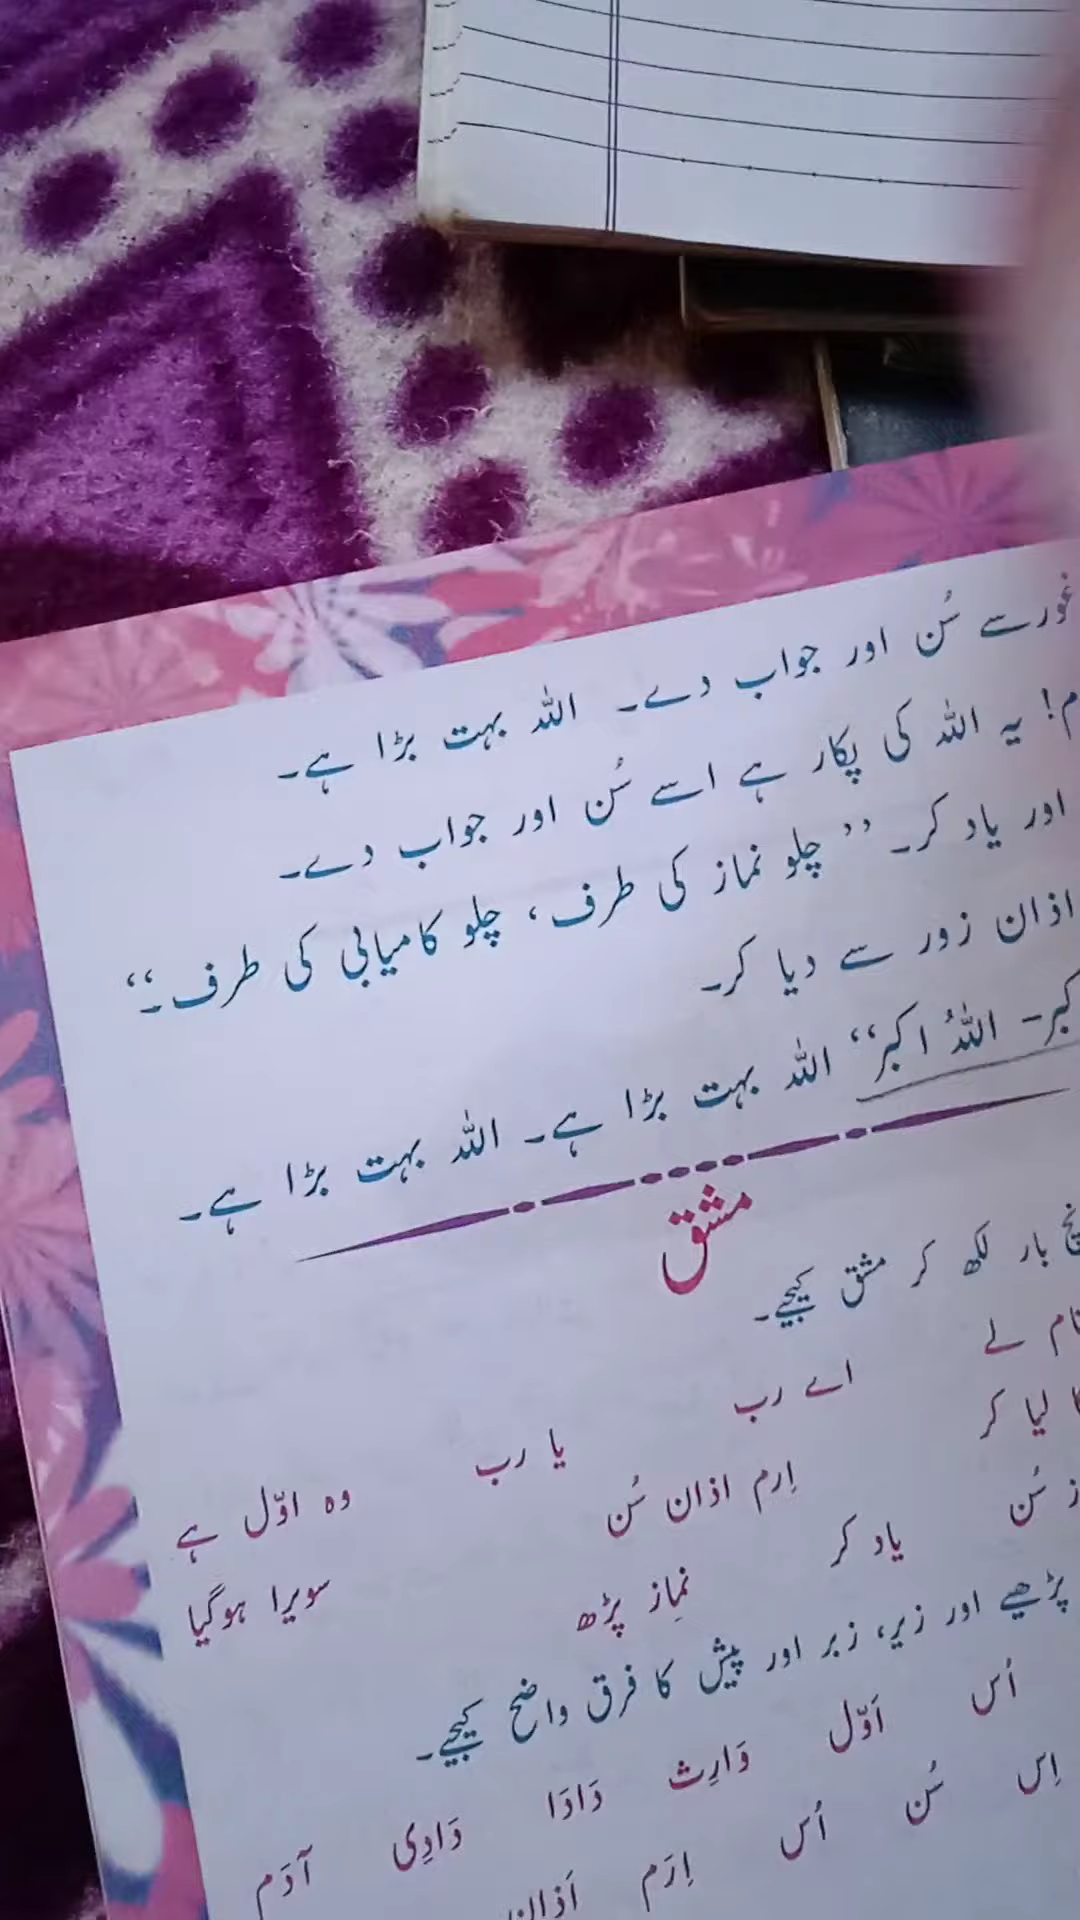 سے سُن اور جواب دے۔ اللہ بہت بڑا ہے۔
یہ اللہ کی پکار ہے اسے سُن اور جواب دے۔
اور یاد کر۔ ’’ چلو نماز کی طرف، چلو کامیابی کی طرف۔‘‘
اذان زور سے دیا کر۔
اللہُ اکبر‘‘ اللہ بہت بڑا ہے۔ اللہ بہت بڑا ہے۔
مشق
بار لکھ کر مشق کیجیے۔
لے اے رب یا رب وہ اوّل ہے
لیا کر اِرم اذان سُن سویرا ہوگیا
سُن یاد کر نمِاز پڑھ
پڑھیے اور زیر، زبر اور پیش کا فرق واضح کیجیے۔
اُس اَوّل وَارِث دَادَا دَادِی آدَم
اِس سُن اُس اِرَم اَذان